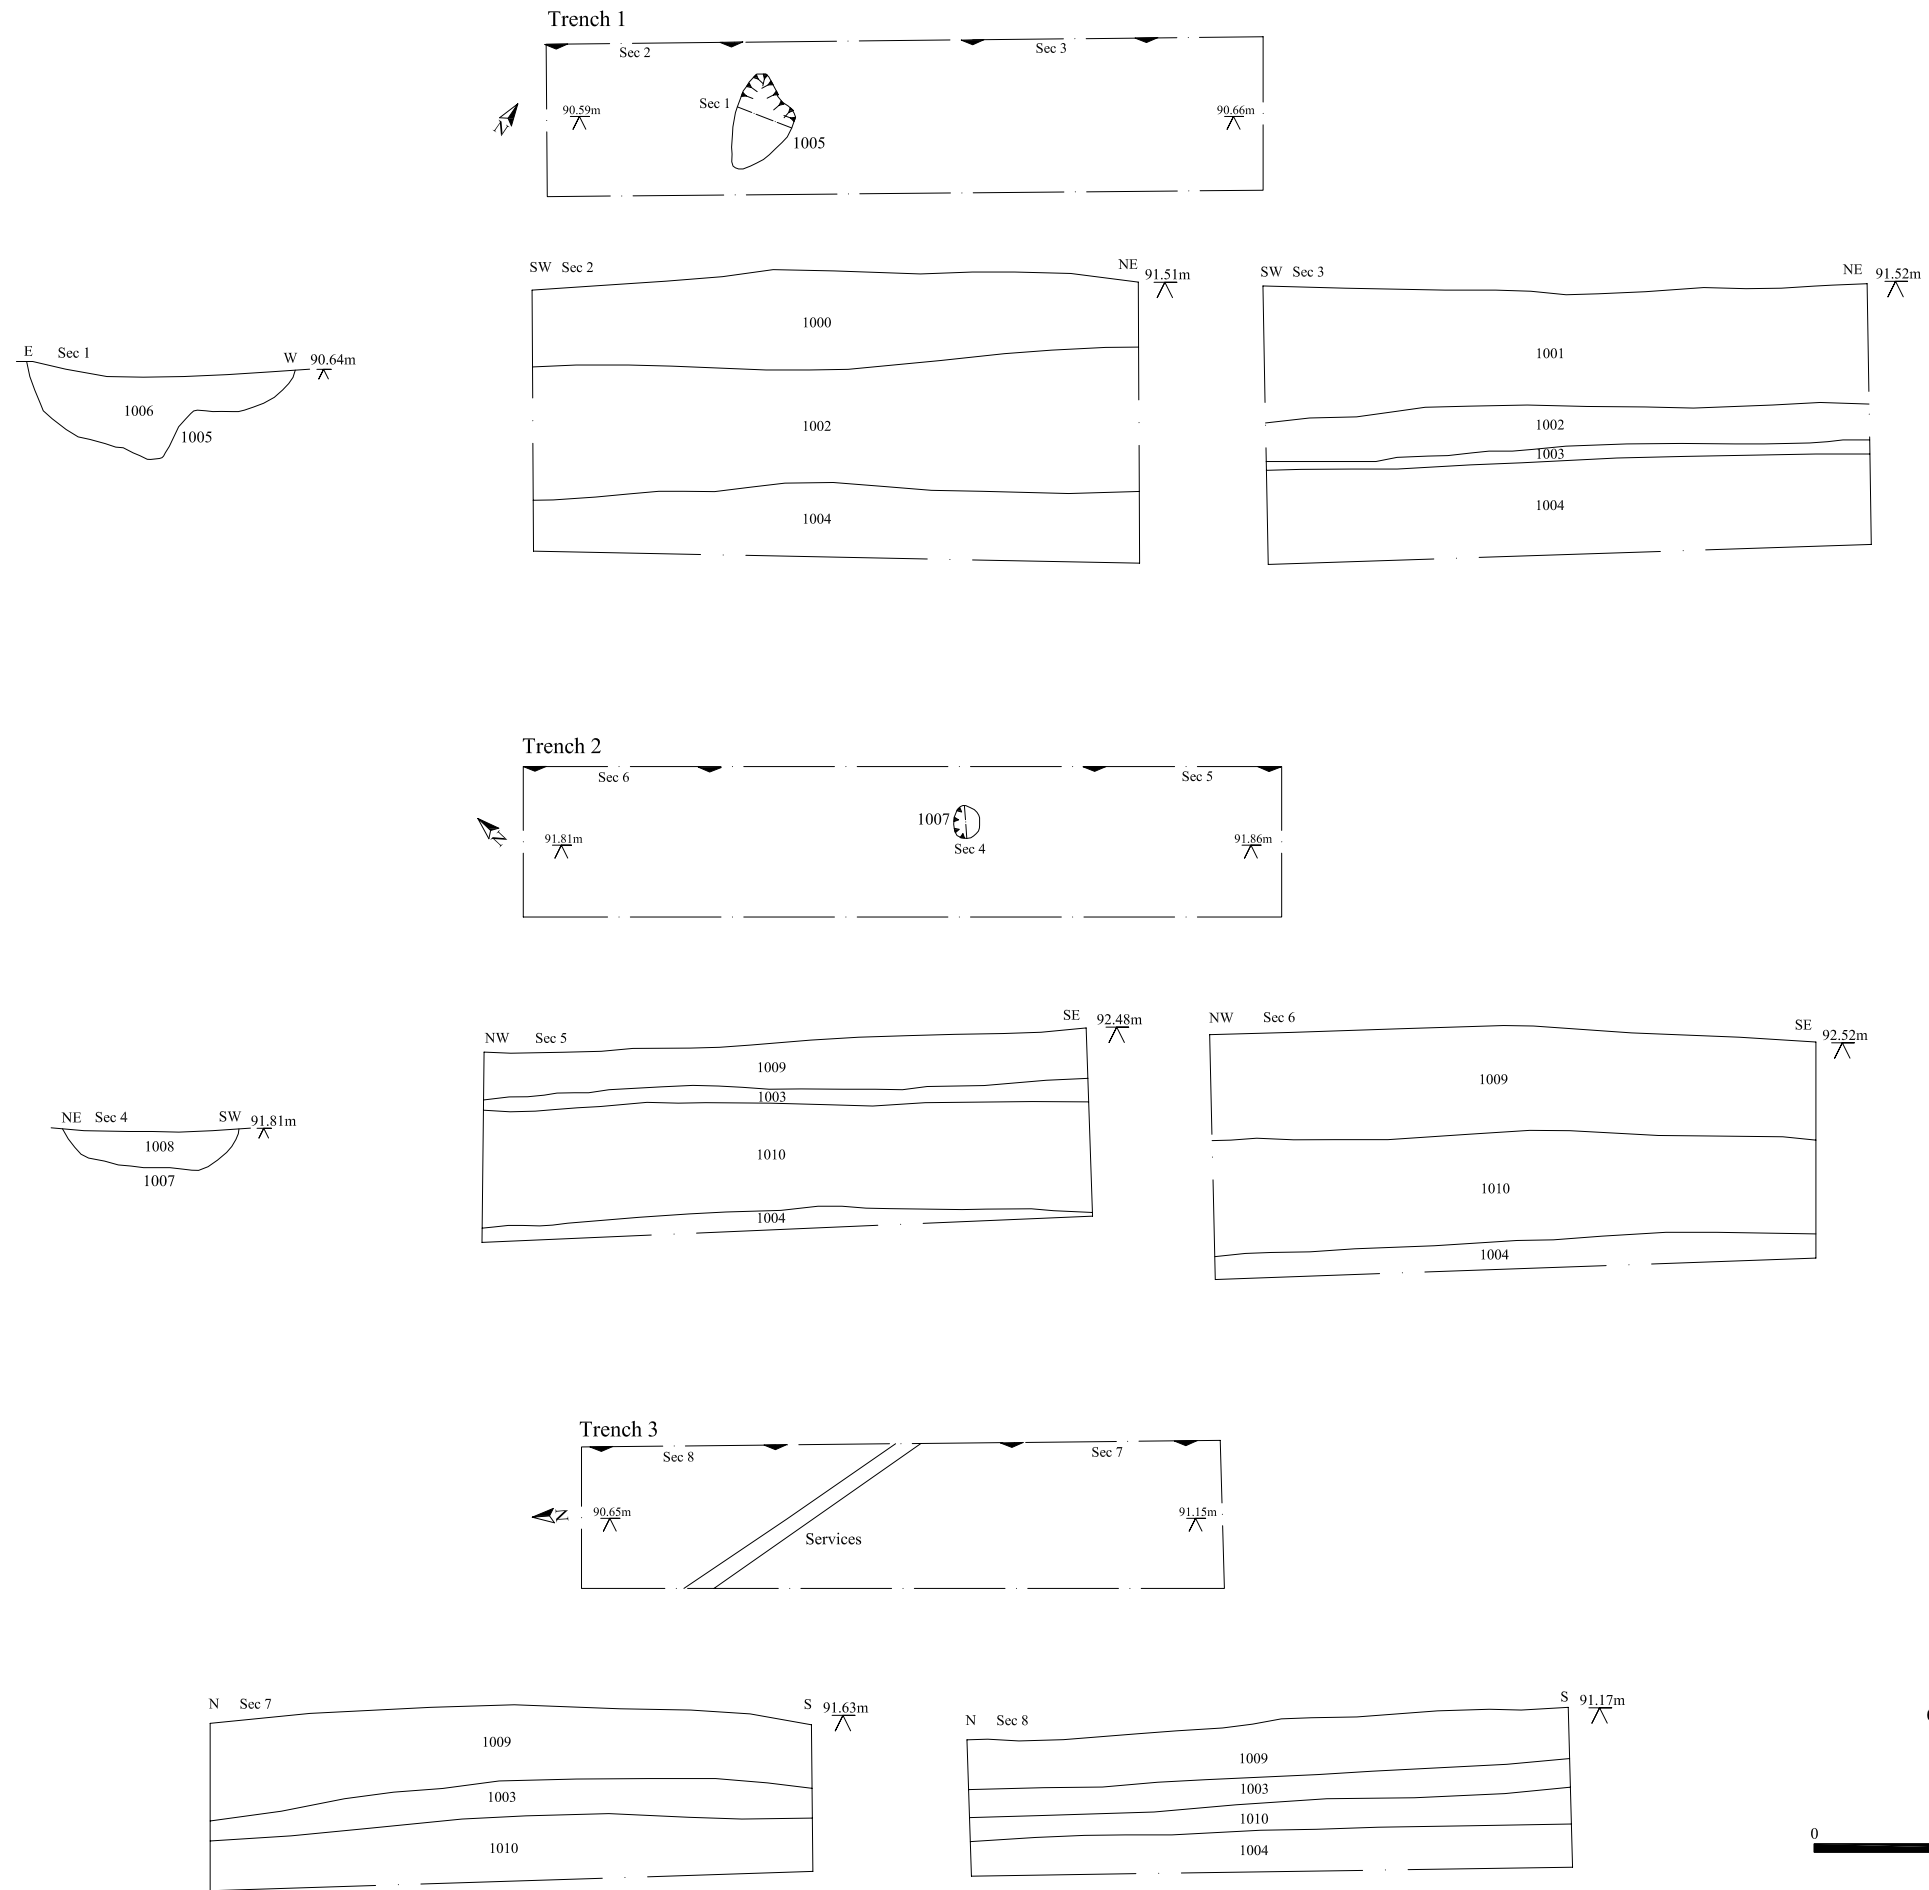 Trench 1
Sec 2
Sec 3
Sec 1
90.59m
90.66m
N
1005
SW Sec 2
NE
91.51m
SW Sec 3
NE
91.52m
1000
1001
E Sec 1
W
90.64m
1006
1005
1002
1002
1003
1004
1004
Trench 2
Sec 6
Sec 5
1007
N
91.81m
91.86m
Sec 4
NW Sec 5
SE
92.48m
NW Sec 6
SE
92.52m
1009
1003
1009
NE Sec 4
SW
91.81m
1008
1007
1010
1010
1004
1004
Trench 3
Sec 8
Sec 7
90.65m
91.15m
N
Services
N Sec 7
S
91.63m
N Sec 8
S
91.17m
1009
1009
1003
1003
1010
1010
1004
0